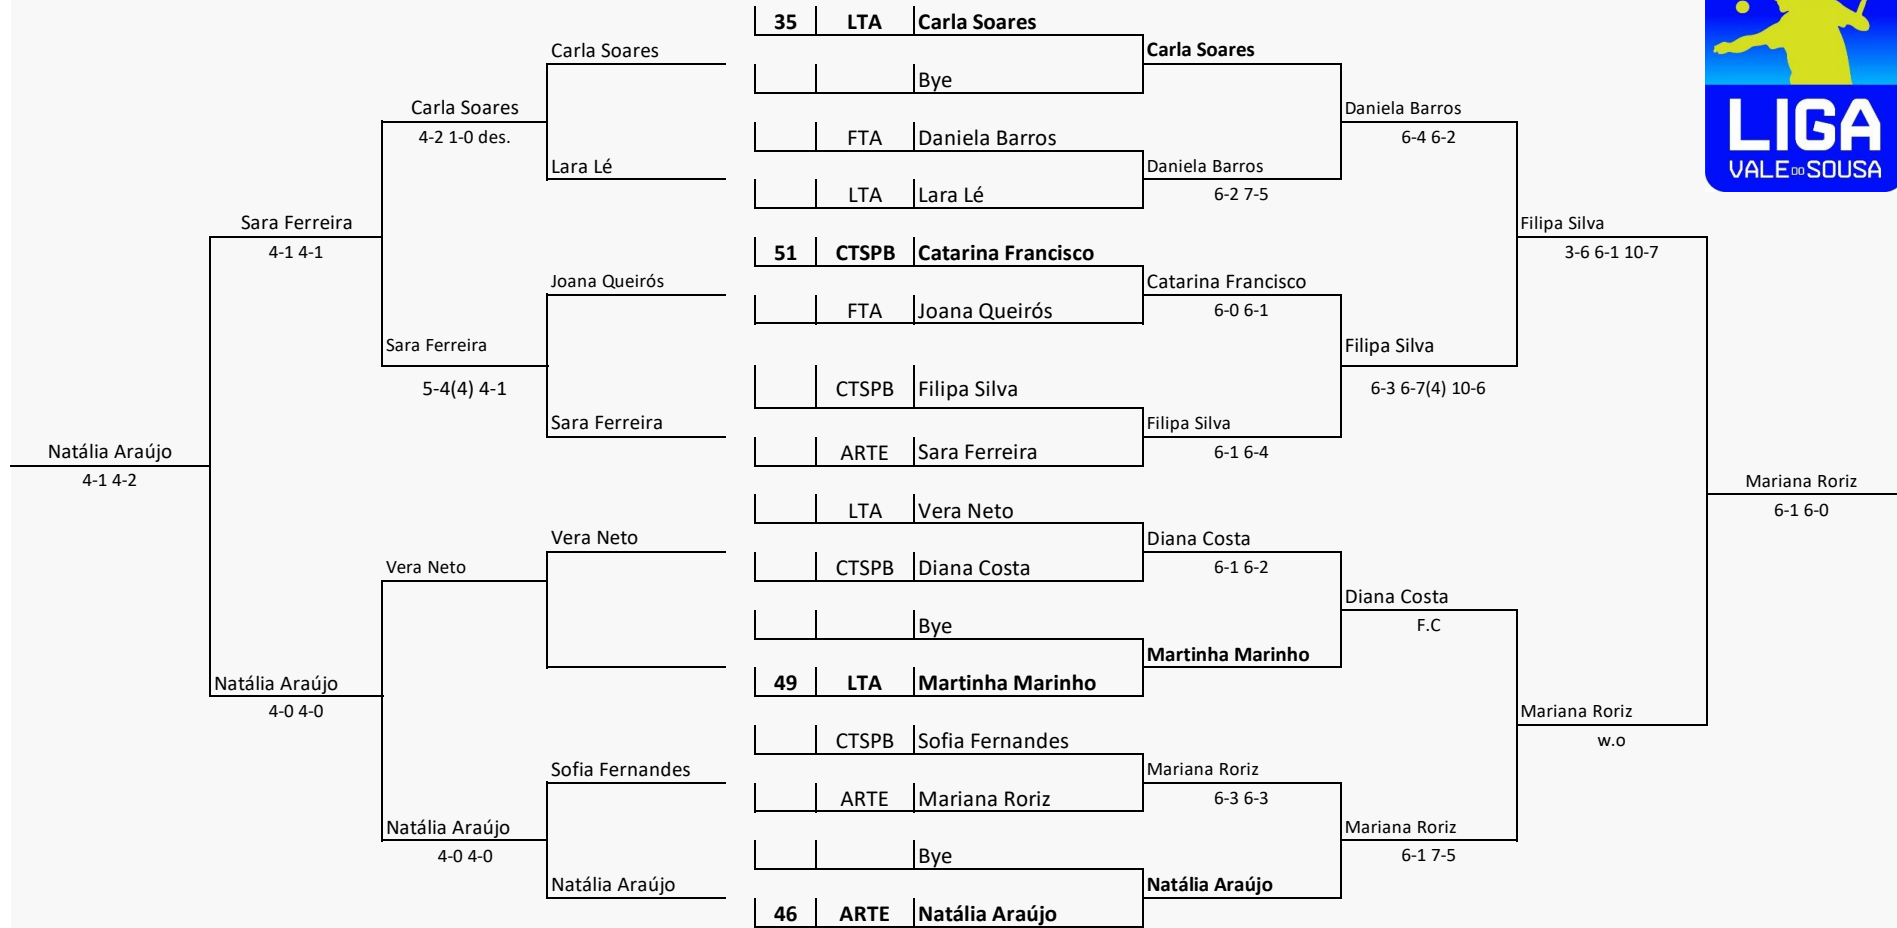 35 LTA Carla Soares
Carla Soares Carla Soares
Bye
Carla Soares Daniela Barros
4-2 1-0 des. FTA Daniela Barros 6-4 6-2
Lara Lé Daniela Barros
LTA Lara Lé 6-2 7-5
LIGA
VALE DO SOUSA
Sara Ferreira Filipa Silva
4-1 4-1 51 CTSPB Catarina Francisco 3-6 6-1 10-7
Joana Queirós Catarina Francisco
FTA Joana Queirós 6-0 6-1
Sara Ferreira Filipa Silva
5-4(4) 4-1 CTSPB Filipa Silva 6-3 6-7(4) 10-6
Sara Ferreira Filipa Silva
Natália Araújo ARTE Sara Ferreira 6-1 6-4
4-1 4-2 Mariana Roriz
LTA Vera Neto 6-1 6-0
Vera Neto Diana Costa
Vera Neto CTSPB Diana Costa 6-1 6-2
Diana Costa
Bye F.C
Martinha Marinho
Natália Araújo 49 LTA Martinha Marinho
4-0 4-0 Mariana Roriz
CTSPB Sofia Fernandes w.o
Sofia Fernandes Mariana Roriz
ARTE Mariana Roriz 6-3 6-3
Natália Araújo Mariana Roriz
4-0 4-0 Bye 6-1 7-5
Natália Araújo Natália Araújo
46 ARTE Natália Araújo